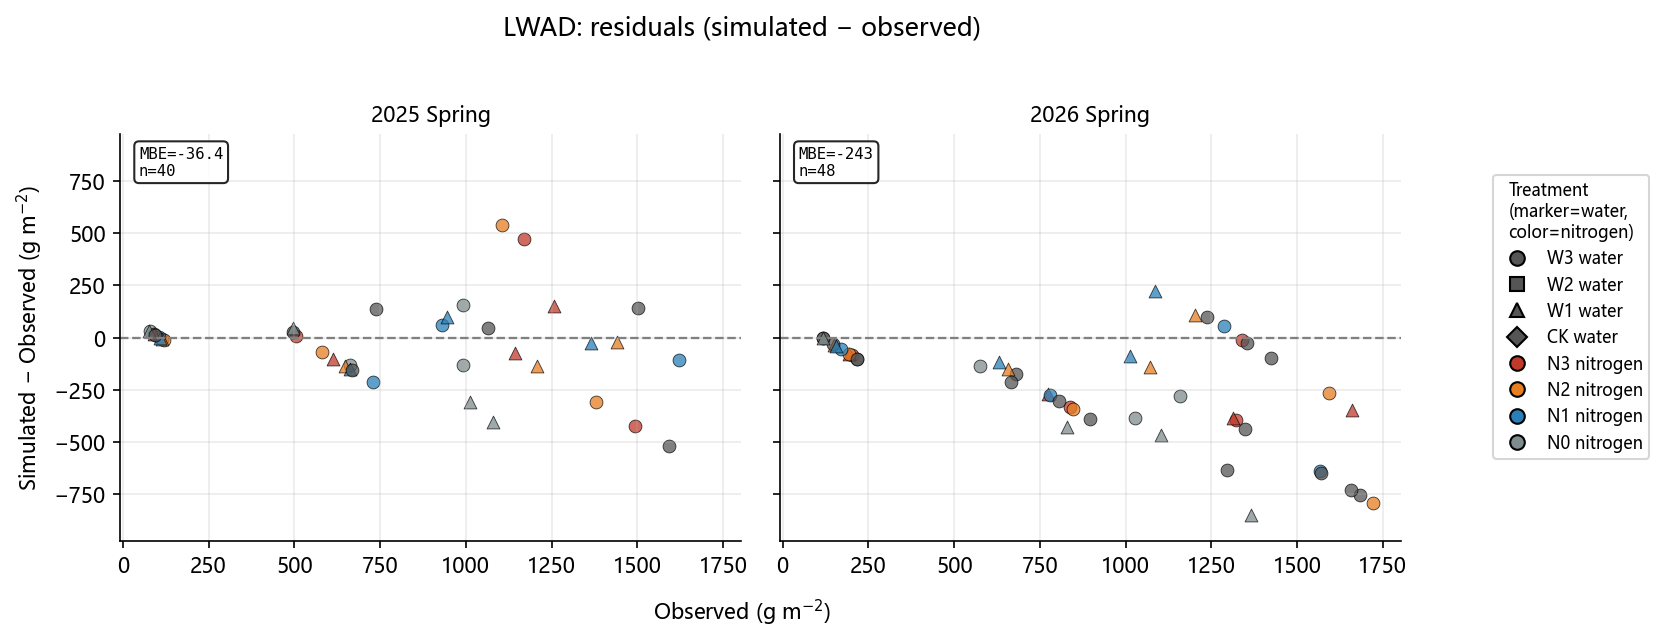 LWAD: residuals (simulated − observed)
2025 Spring
2026 Spring
MBE=-36.4
n=40
MBE=-243
n=48
Simulated − Observed (g m⁻²)
750
500
250
0
−250
−500
−750
0 250 500 750 1000 1250 1500 1750
0 250 500 750 1000 1250 1500 1750
Observed (g m⁻²)
Treatment
(marker=water,
color=nitrogen)
W3 water
W2 water
W1 water
CK water
N3 nitrogen
N2 nitrogen
N1 nitrogen
N0 nitrogen